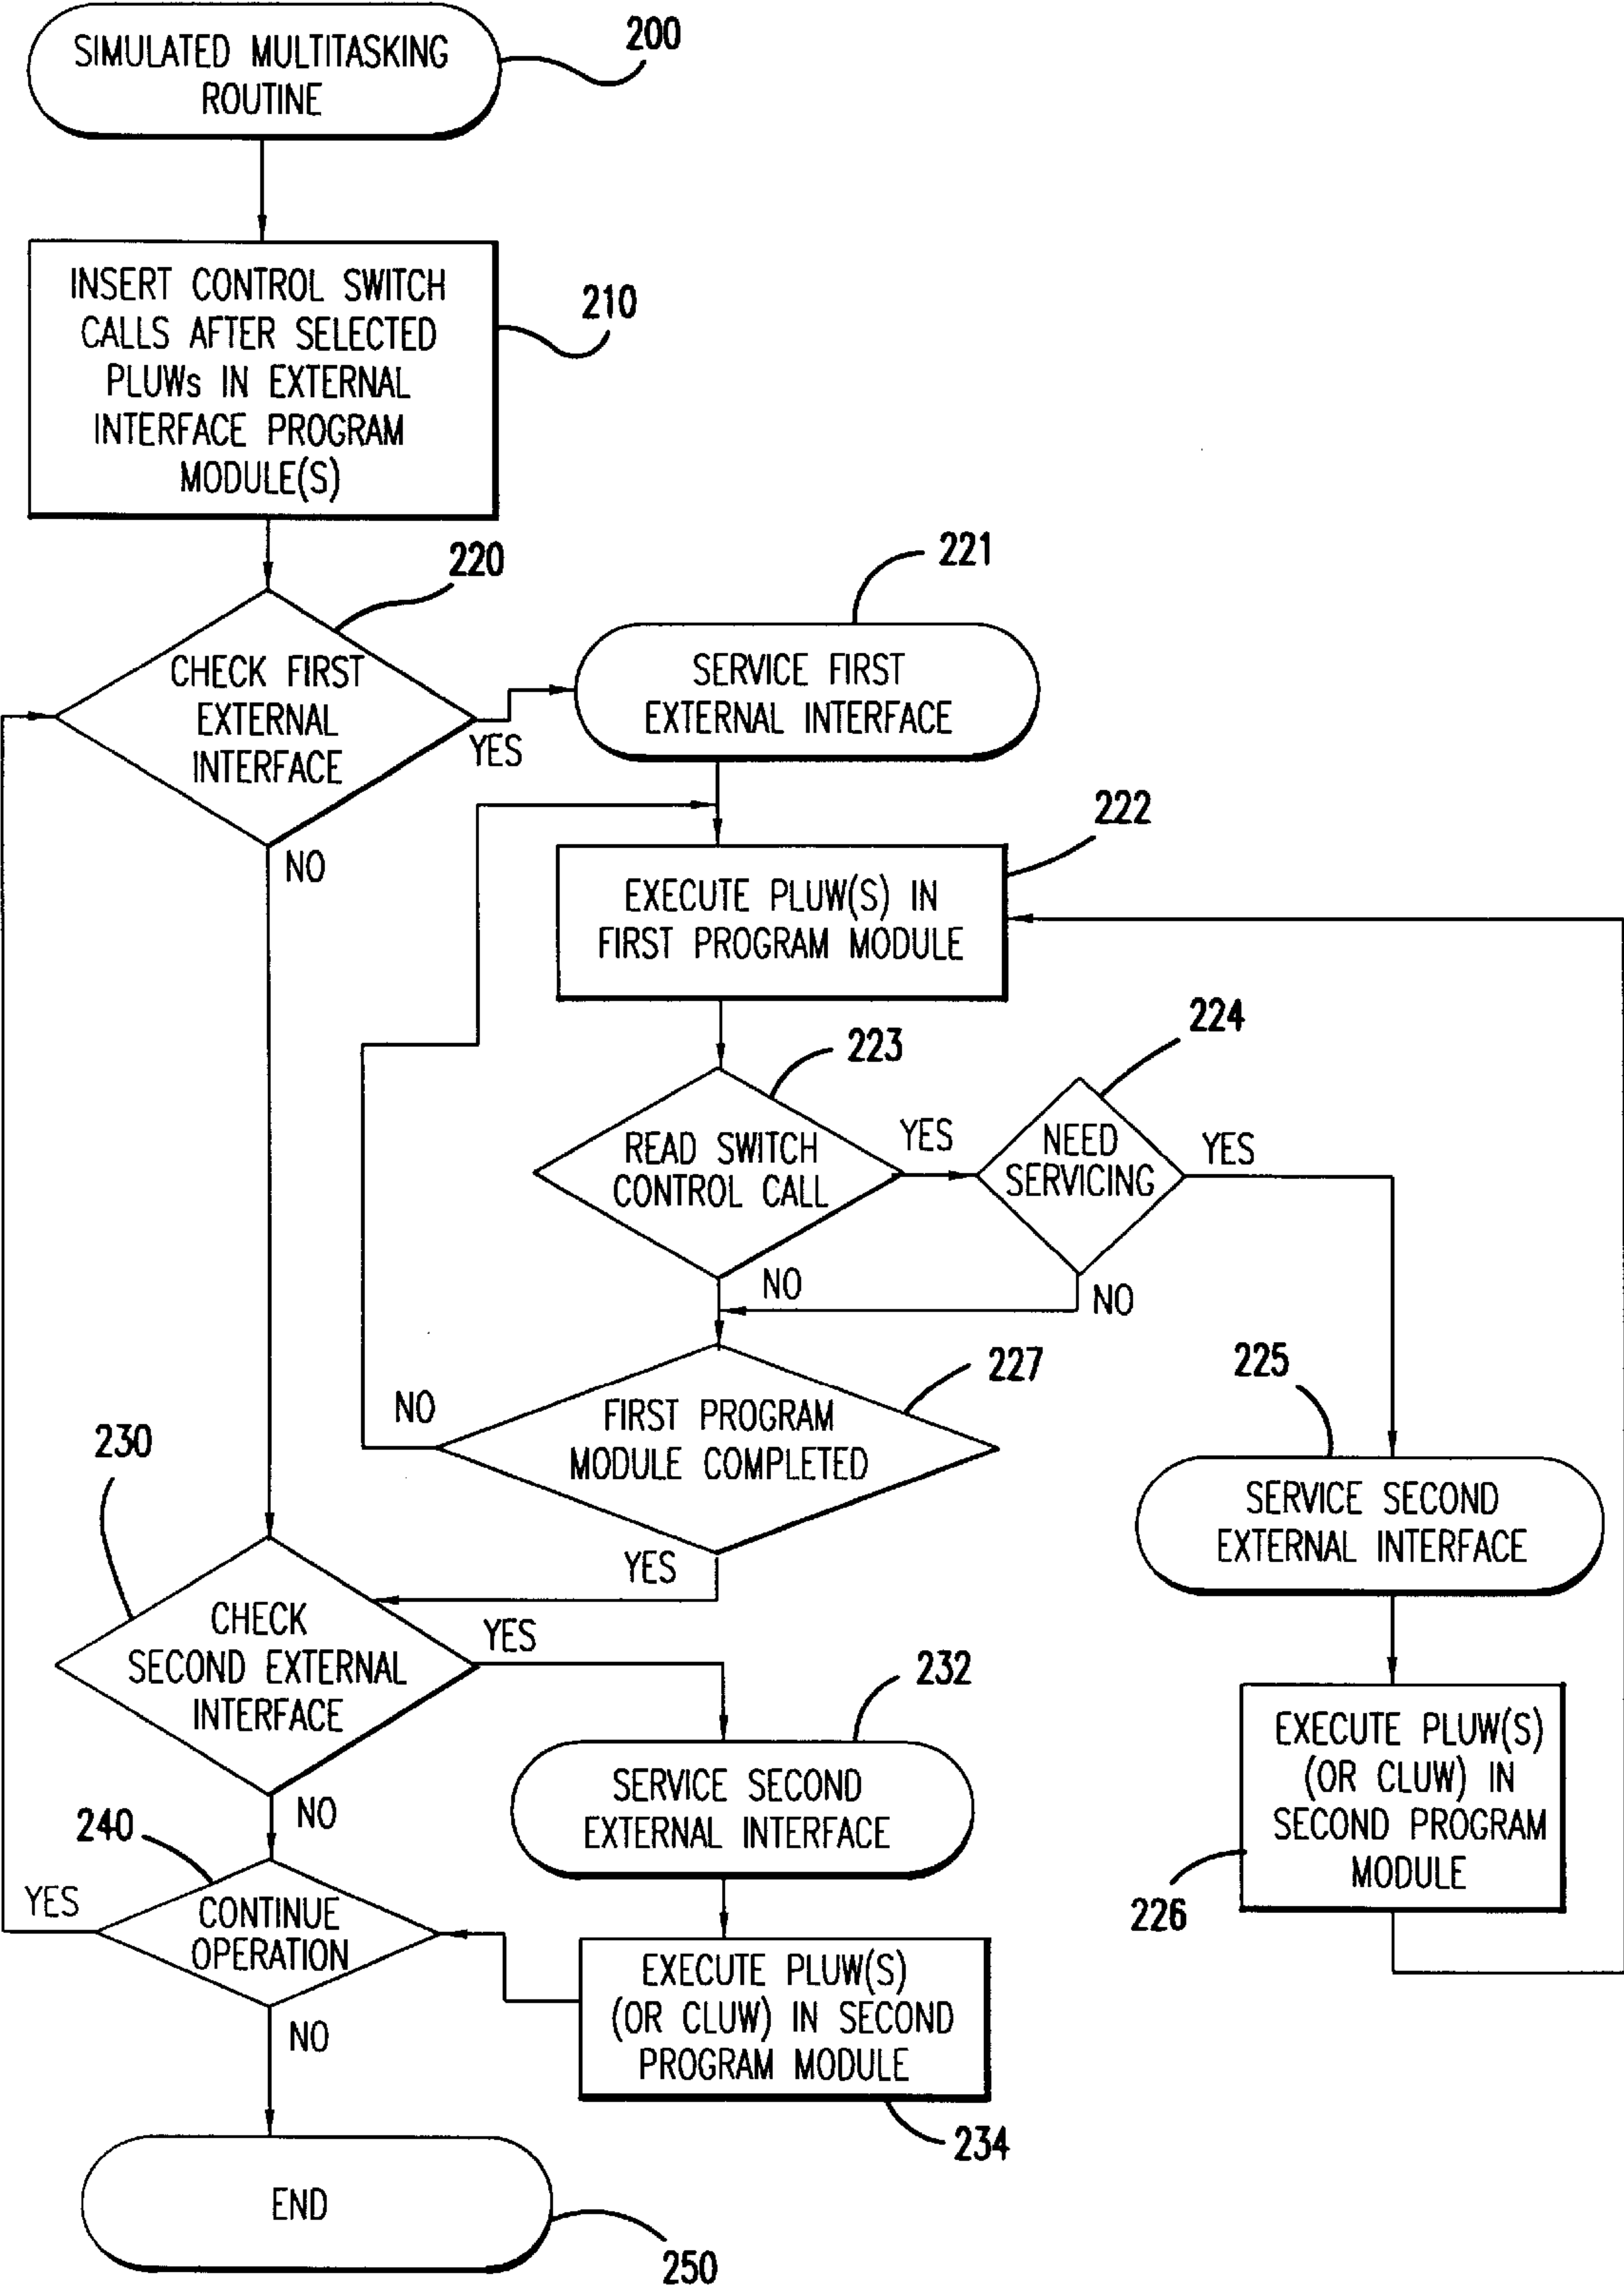 SIMULATED MULTITASKING
ROUTINE
200
INSERT CONTROL SWITCH
CALLS AFTER SELECTED
PLUWs IN EXTERNAL
INTERFACE PROGRAM
MODULE(S)
210
220
CHECK FIRST
EXTERNAL
INTERFACE
YES
NO
221
SERVICE FIRST
EXTERNAL INTERFACE
222
EXECUTE PLUW(S) IN
FIRST PROGRAM MODULE
223
READ SWITCH
CONTROL CALL
YES
NO
224
NEED
SERVICING
YES
NO
227
FIRST PROGRAM
MODULE COMPLETED
NO
YES
225
SERVICE SECOND
EXTERNAL INTERFACE
EXECUTE PLUW(S)
(OR CLUW) IN
SECOND PROGRAM
MODULE
226
230
CHECK
SECOND EXTERNAL
INTERFACE
YES
NO
232
SERVICE SECOND
EXTERNAL INTERFACE
EXECUTE PLUW(S)
(OR CLUW) IN SECOND
PROGRAM MODULE
234
240
CONTINUE
OPERATION
YES
NO
END
250